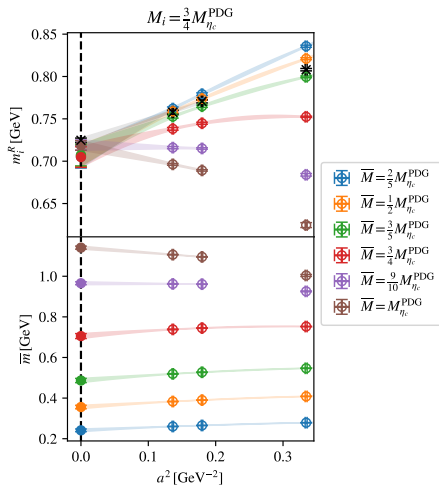 M_i = 3/4 M_{η_c}^{PDG}
m_i^R [GeV]
0.85
0.80
0.75
0.70
0.65
m̅ [GeV]
1.0
0.8
0.6
0.4
0.2
0.0 0.1 0.2 0.3
a² [GeV⁻²]
M̅ = 2/5 M_{η_c}^{PDG}
M̅ = 1/2 M_{η_c}^{PDG}
M̅ = 3/5 M_{η_c}^{PDG}
M̅ = 3/4 M_{η_c}^{PDG}
M̅ = 9/10 M_{η_c}^{PDG}
M̅ = M_{η_c}^{PDG}